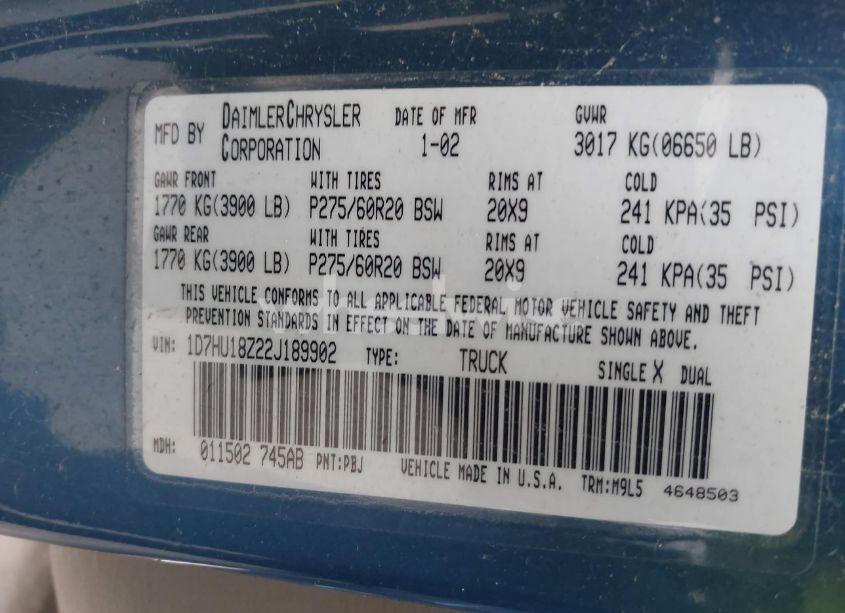 MFD BY DAIMLERCHRYSLER CORPORATION DATE OF MFR 1-02 GVWR 3017 KG(06650 LB)
GAWR FRONT WITH TIRES RIMS AT COLD
1770 KG(3900 LB) P275/60R20 BSW 20X9 241 KPA(35 PSI)
GAWR REAR WITH TIRES RIMS AT COLD
1770 KG(3900 LB) P275/60R20 BSW 20X9 241 KPA(35 PSI)
THIS VEHICLE CONFORMS TO ALL APPLICABLE FEDERAL MOTOR VEHICLE SAFETY AND THEFT
PREVENTION STANDARDS IN EFFECT ON THE DATE OF MANUFACTURE SHOWN ABOVE.
VIN: 1D7HU18Z22J189902 TYPE: TRUCK SINGLE X DUAL
MDH: 011502 745AB PNT:PBJ VEHICLE MADE IN U.S.A. TRM:M9L5 4648503